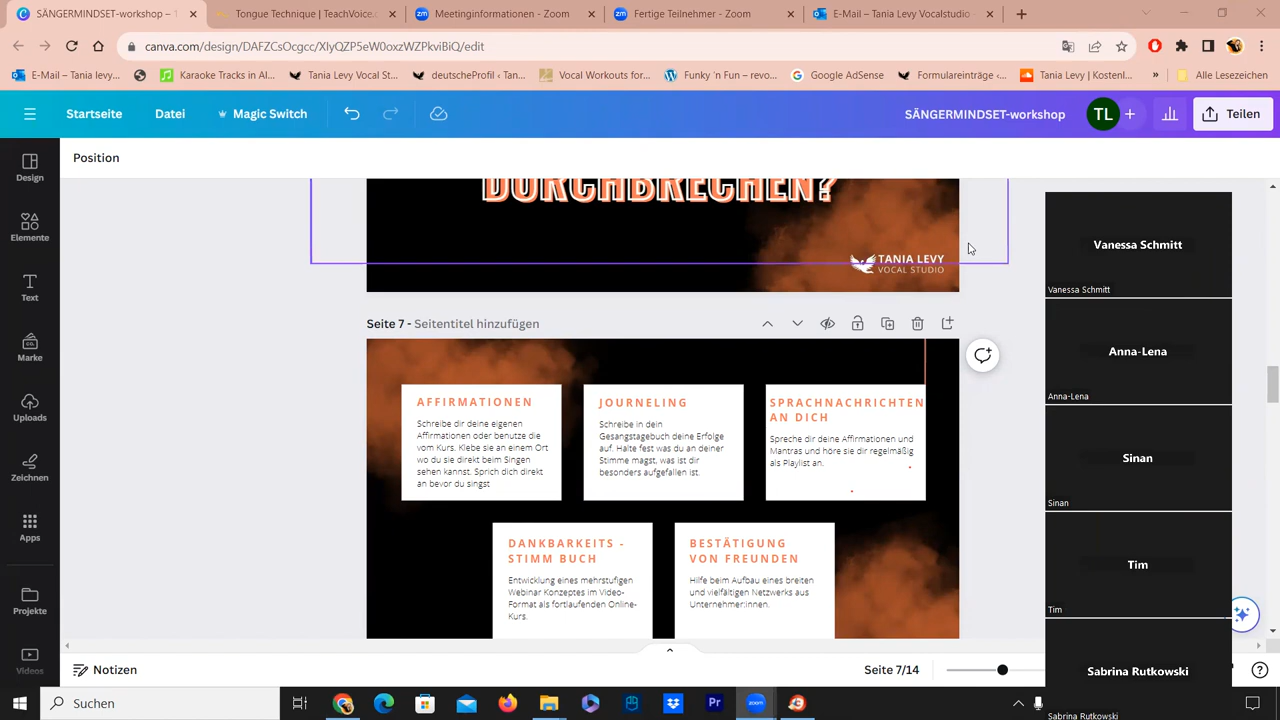 SÄNGERMINDSET-workshop – T
Tongue Technique | TeachVoice.
Meetinginformationen - Zoom
Fertige Teilnehmer - Zoom
E-Mail – Tania Levy Vocalstudio
canva.com/design/DAFZCsOcgcc/XlyQZP5eW0oxzWZPkviBiQ/edit
E-Mail – Tania levy...
Karaoke Tracks in Al...
Tania Levy Vocal St...
deutscheProfil ‹ Tan...
Vocal Workouts for...
Funky 'n Fun – revo...
Google AdSense
Formulareinträge ‹...
Tania Levy | Kostenl...
»
Alle Lesezeichen
Startseite
Datei
Magic Switch
SÄNGERMINDSET-workshop
TL
Teilen
Position
Design
Elemente
Text
Marke
Uploads
Zeichnen
Apps
Projekte
Videos
DURCHBRECHEN?
TANIA LEVY
VOCAL STUDIO
Seite 7 - Seitentitel hinzufügen
AFFIRMATIONEN
Schreibe dir deine eigenen
Affirmationen oder benutze die
vom Kurs. Klebe sie an einem Ort
wo du sie direkt beim Singen
sehen kannst. Sprich dich direkt
an bevor du singst
JOURNELING
Schreibe in dein
Gesangstagebuch deine Erfolge
auf. Halte fest was du an deiner
Stimme magst, was ist dir
besonders aufgefallen ist.
SPRACHNACHRICHTEN
AN DICH
Spreche dir deine Affirmationen und
Mantras und höre sie dir regelmäßig
als Playlist an.
DANKBARKEITS -
STIMM BUCH
Entwicklung eines mehrstufigen
Webinar Konzeptes im Video-
Format als fortlaufenden Online-
Kurs.
BESTÄTIGUNG
VON FREUNDEN
Hilfe beim Aufbau eines breiten
und vielfältigen Netzwerks aus
Unternehmer:innen.
Vanessa Schmitt
Vanessa Schmitt
Anna-Lena
Anna-Lena
Sinan
Sinan
Tim
Tim
Sabrina Rutkowski
Sabrina Rutkowski
Notizen
Seite 7/14
Suchen